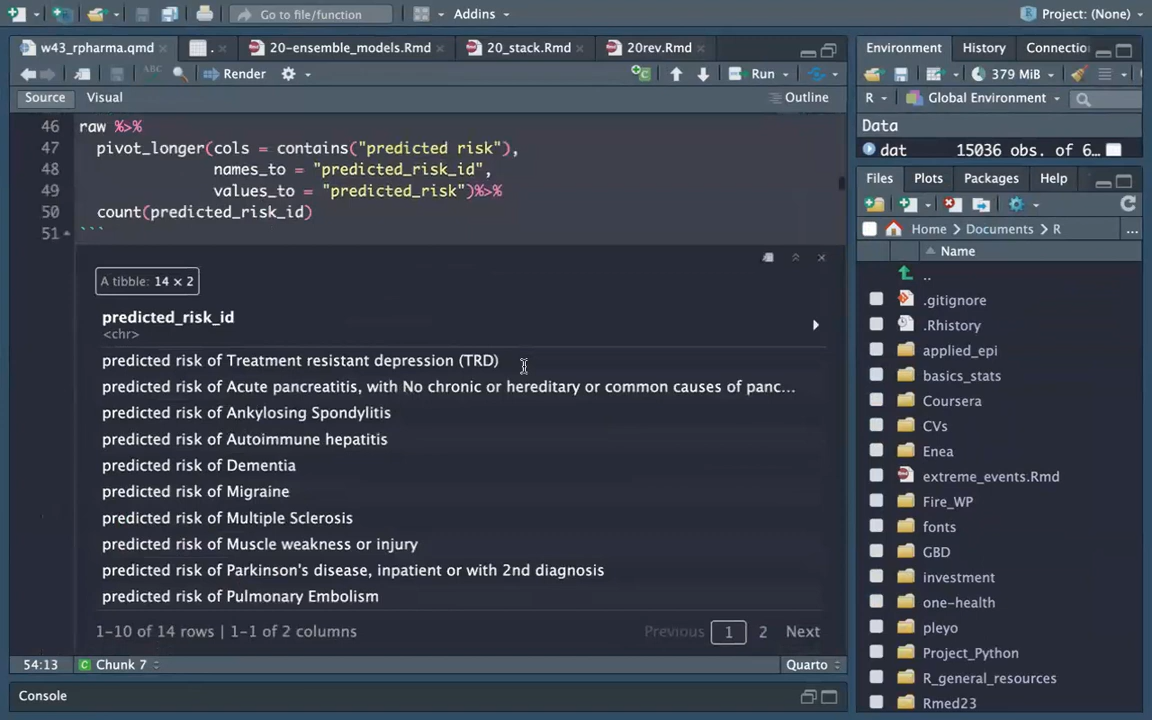 Go to file/function
Addins
Project: (None)
w43_rpharma.qmd
.
20-ensemble_models.Rmd
20_stack.Rmd
20rev.Rmd
ABC
Render
Run
Source
Visual
Outline
46 raw %>%
47 pivot_longer(cols = contains("predicted risk"),
48 names_to = "predicted_risk_id",
49 values_to = "predicted_risk")%>%
50 count(predicted_risk_id)
51 ```
A tibble: 14 × 2
predicted_risk_id
<chr>
predicted risk of Treatment resistant depression (TRD)
predicted risk of Acute pancreatitis, with No chronic or hereditary or common causes of panc...
predicted risk of Ankylosing Spondylitis
predicted risk of Autoimmune hepatitis
predicted risk of Dementia
predicted risk of Migraine
predicted risk of Multiple Sclerosis
predicted risk of Muscle weakness or injury
predicted risk of Parkinson's disease, inpatient or with 2nd diagnosis
predicted risk of Pulmonary Embolism
1-10 of 14 rows | 1-1 of 2 columns
Previous 1 2 Next
54:13
Chunk 7
Quarto
Console
Environment
History
Connectio
379 MiB
R
Global Environment
Data
dat 15036 obs. of 6...
Files
Plots
Packages
Help
Home
Documents
R
...
Name
..
.gitignore
.Rhistory
applied_epi
basics_stats
Coursera
CVs
Enea
extreme_events.Rmd
Fire_WP
fonts
GBD
investment
one-health
pleyo
Project_Python
R_general_resources
Rmed23